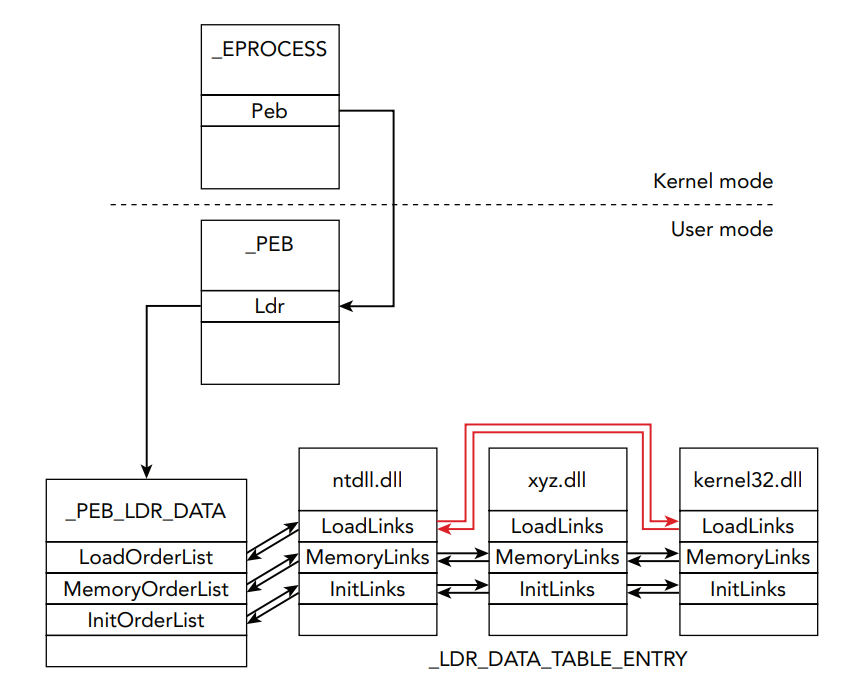 _EPROCESS
Peb
Kernel mode
User mode
_PEB
Ldr
_PEB_LDR_DATA
LoadOrderList
MemoryOrderList
InitOrderList
ntdll.dll
LoadLinks
MemoryLinks
InitLinks
xyz.dll
LoadLinks
MemoryLinks
InitLinks
kernel32.dll
LoadLinks
MemoryLinks
InitLinks
_LDR_DATA_TABLE_ENTRY